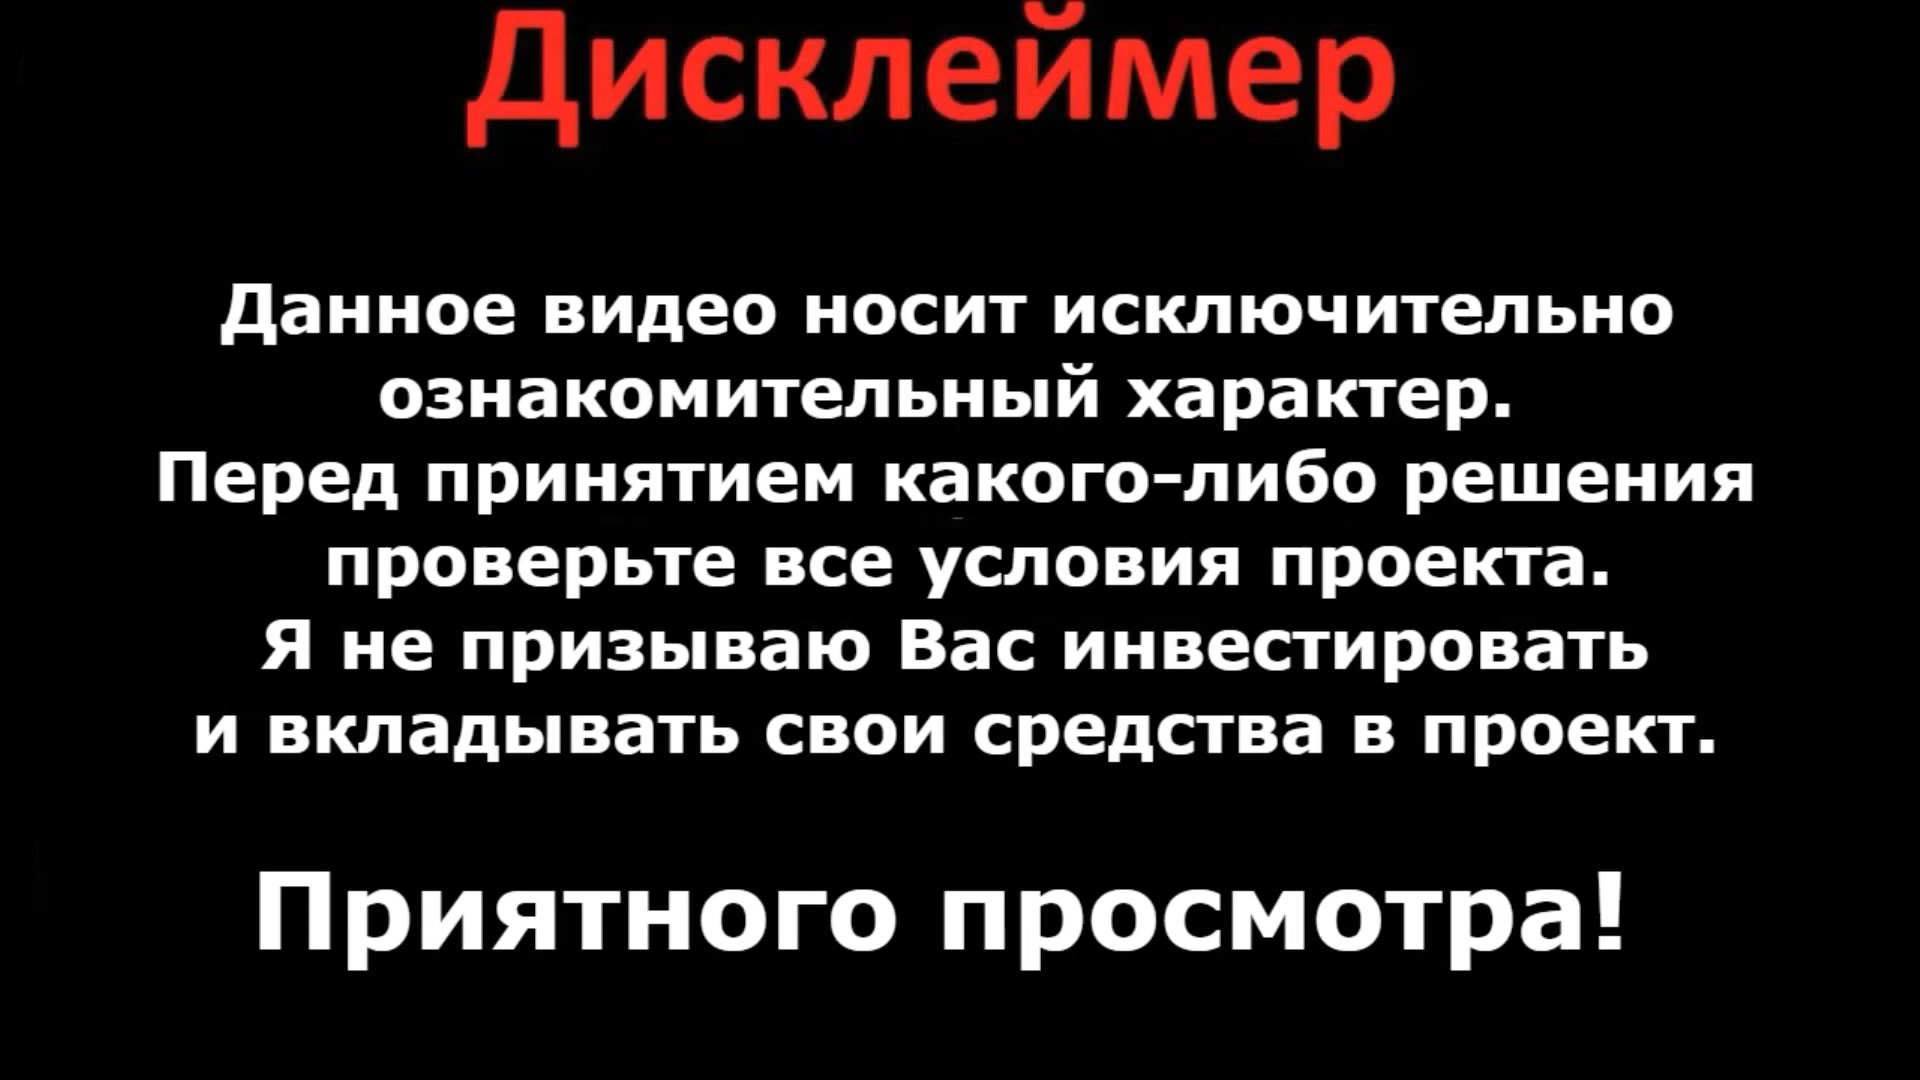 Дисклеймер
Данное видео носит исключительно
ознакомительный характер.
Перед принятием какого-либо решения
проверьте все условия проекта.
Я не призываю Вас инвестировать
и вкладывать свои средства в проект.
Приятного просмотра!